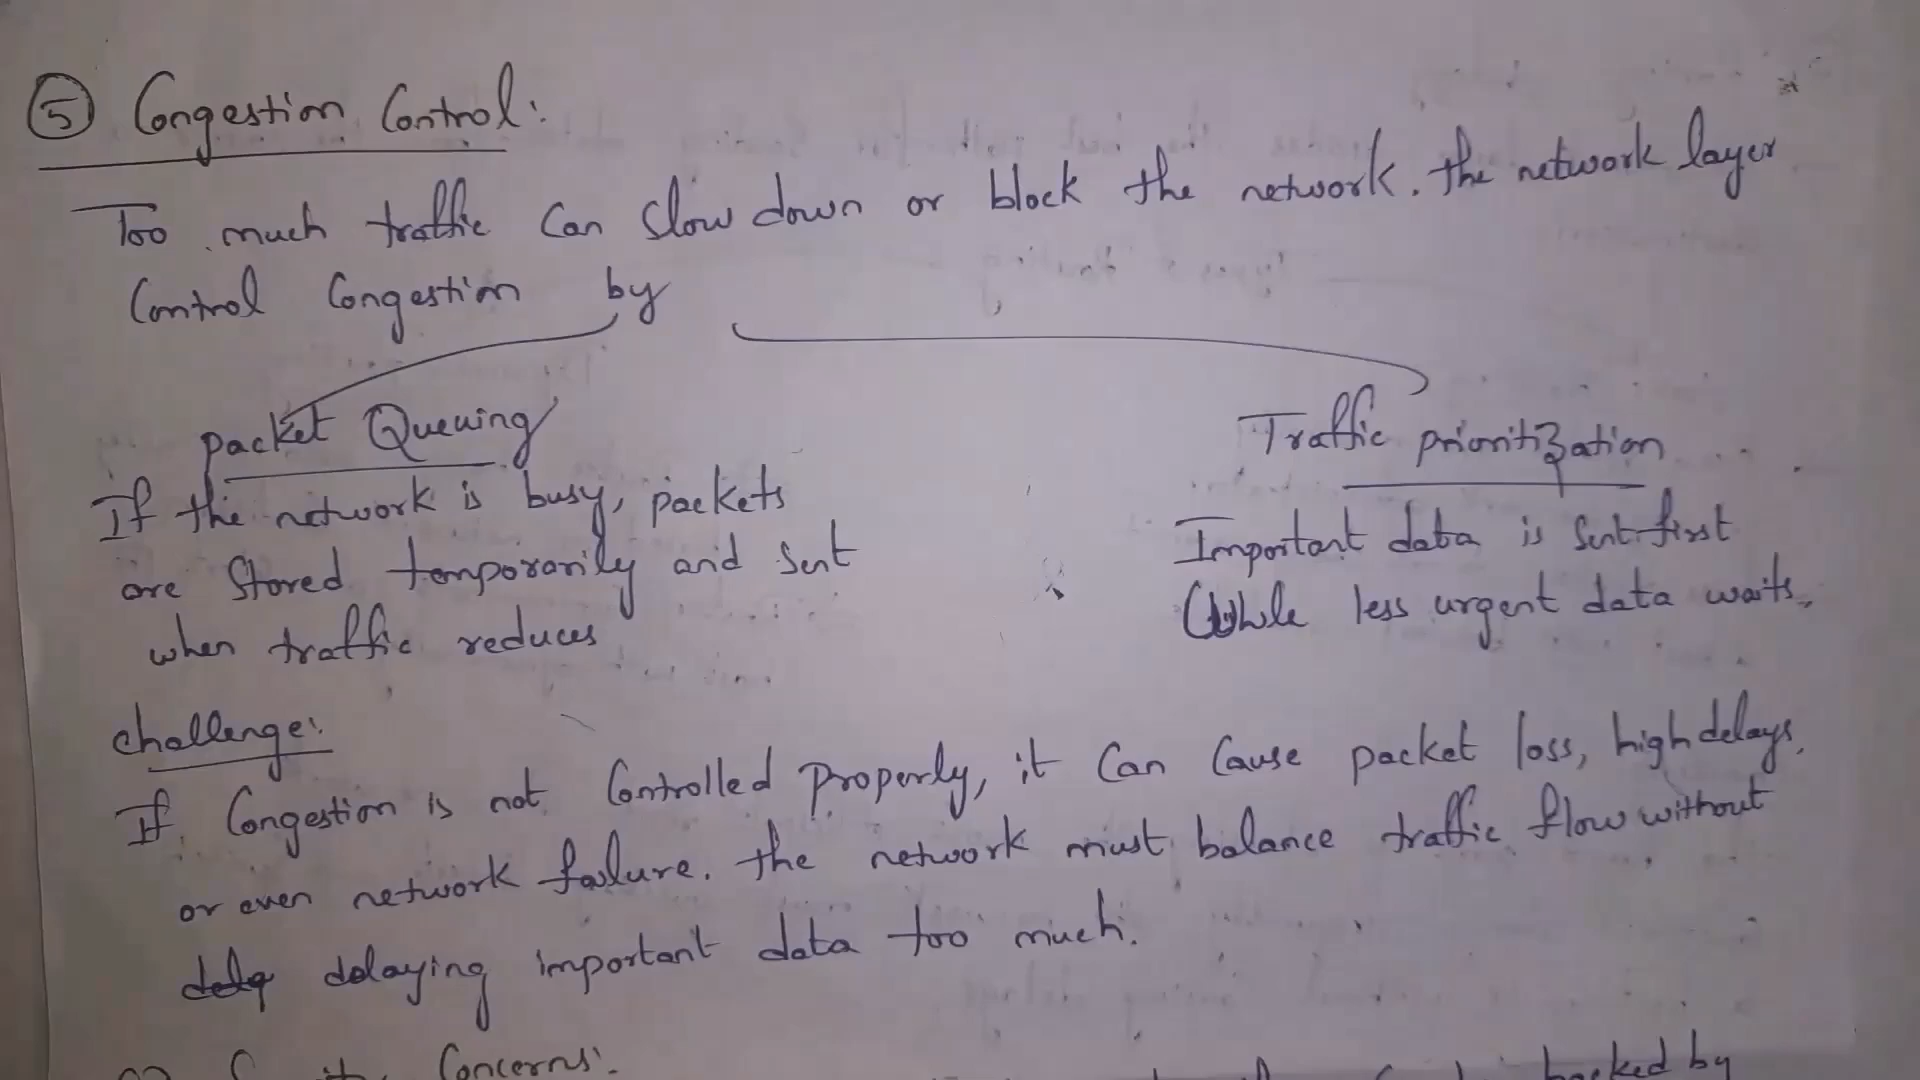 5 Congestion Control:
Too much traffic Can Slow down or block the network. the network layer
Control Congestion by
packet Queuing
If the network is busy, packets
are Stored temporarily and Sent
when traffic reduces
Traffic prioritization
Important data is Sent first
While less urgent data waits.
challenge:
If Congestion is not Controlled properly, it Can Cause packet loss, high delays,
or even network failure. the network must balance traffic flow without
delaying important data too much.
Concerns:
by